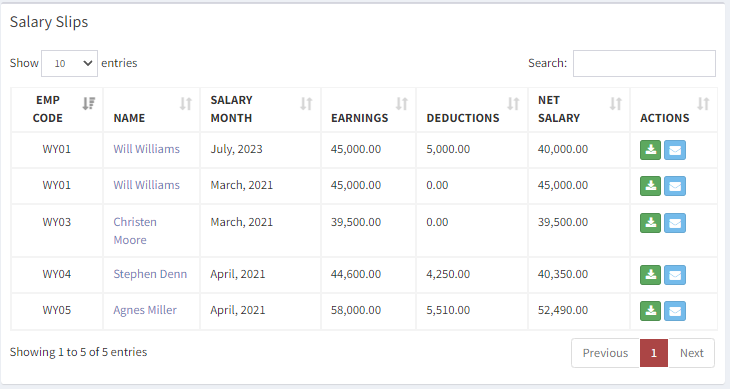 Salary Slips
Show 10 entries Search:
EMP CODE NAME SALARY MONTH EARNINGS DEDUCTIONS NET SALARY ACTIONS
WY01 Will Williams July, 2023 45,000.00 5,000.00 40,000.00
WY01 Will Williams March, 2021 45,000.00 0.00 45,000.00
WY03 Christen Moore March, 2021 39,500.00 0.00 39,500.00
WY04 Stephen Denn April, 2021 44,600.00 4,250.00 40,350.00
WY05 Agnes Miller April, 2021 58,000.00 5,510.00 52,490.00
Showing 1 to 5 of 5 entries Previous 1 Next